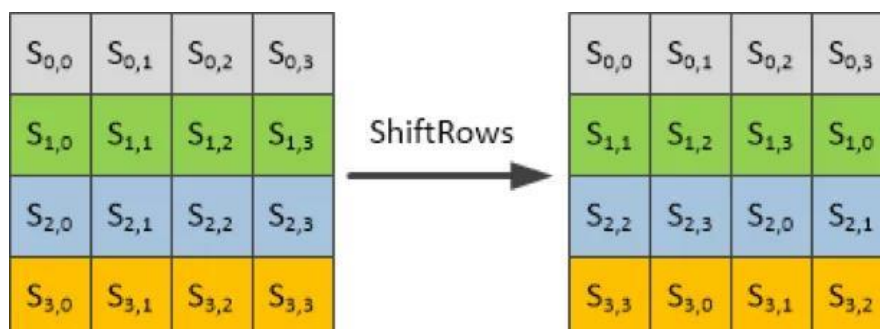 S0,0 S0,1 S0,2 S0,3 S0,0 S0,1 S0,2 S0,3
S1,0 S1,1 S1,2 S1,3 ShiftRows S1,1 S1,2 S1,3 S1,0
S2,0 S2,1 S2,2 S2,3 S2,2 S2,3 S2,0 S2,1
S3,0 S3,1 S3,2 S3,3 S3,3 S3,0 S3,1 S3,2